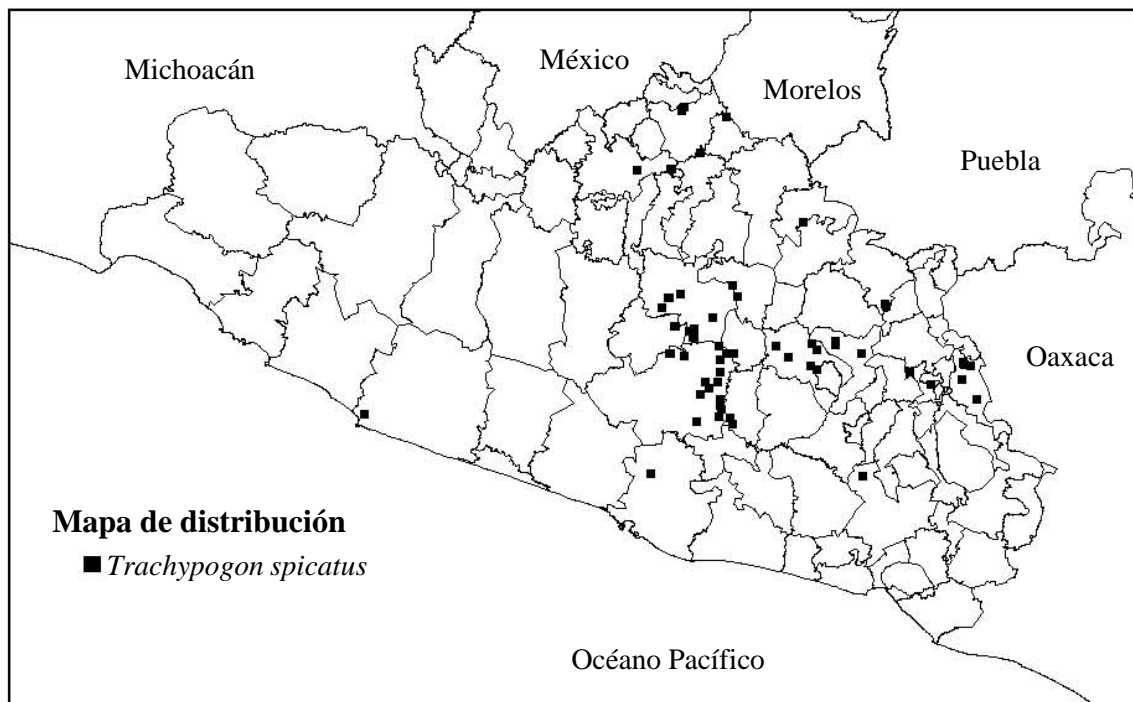 México
Michoacán
Morelos
Puebla
Oaxaca
Mapa de distribución
Trachypogon spicatus
Océano Pacífico